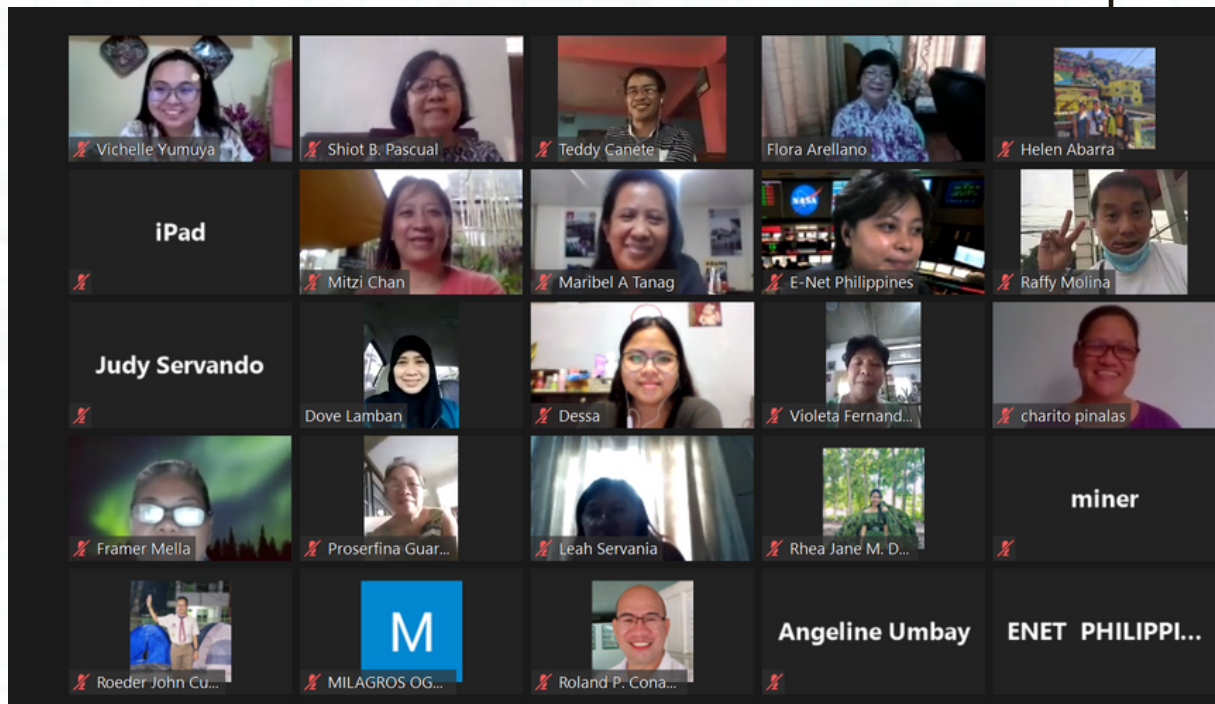 Vichelle Yumuya
Shiot B. Pascual
Teddy Canete
Flora Arellano
Helen Abarra
iPad
Mitzi Chan
Maribel A Tanag
NASA
E-Net Philippines
Raffy Molina
Judy Servando
Dove Lamban
Dessa
Violeta Fernand...
charito pinalas
Framer Mella
Proserfina Guar...
Leah Servania
Rhea Jane M. D...
miner
Roeder John Cu...
M
MILAGROS OG...
Roland P. Cona...
Angeline Umbay
ENET PHILIPPI...